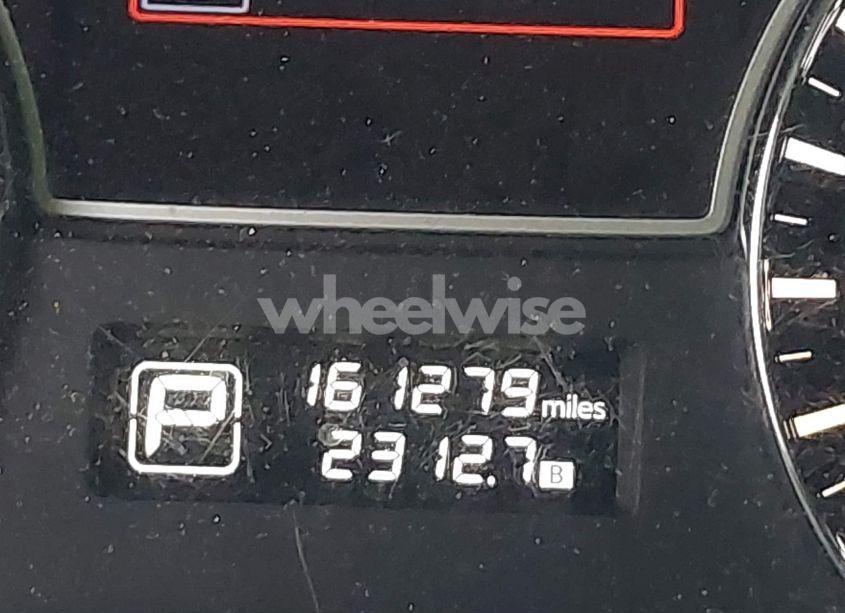 wheelwise
P
161279 miles
2312.7 B